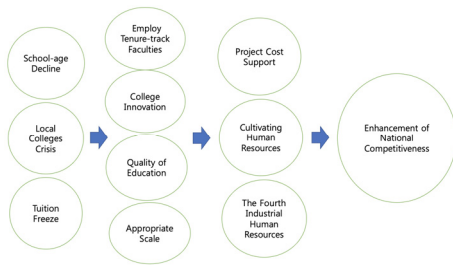 School-age
Decline
Local
Colleges
Crisis
Tuition
Freeze
Employ
Tenure-track
Faculties
College
Innovation
Quality of
Education
Appropriate
Scale
Project Cost
Support
Cultivating
Human
Resources
The Fourth
Industrial
Human
Resources
Enhancement of
National
Competitiveness